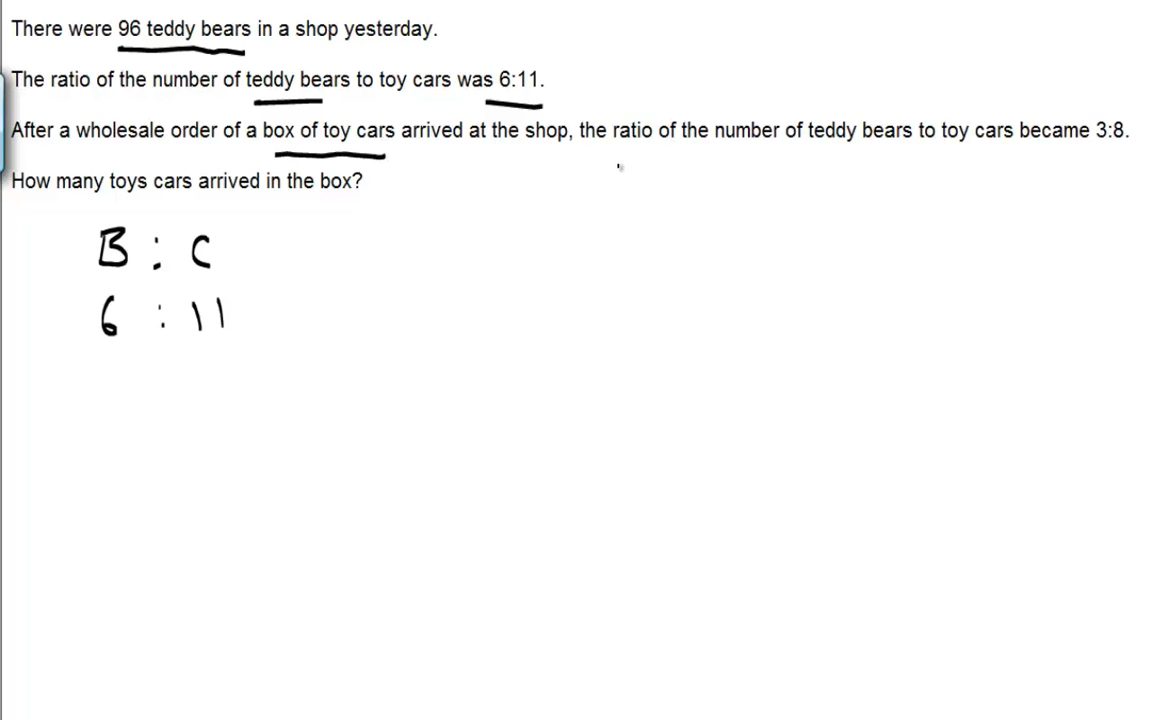 There were 96 teddy bears in a shop yesterday.
The ratio of the number of teddy bears to toy cars was 6:11.
After a wholesale order of a box of toy cars arrived at the shop, the ratio of the number of teddy bears to toy cars became 3:8.
How many toys cars arrived in the box?
B : C
6 : 11